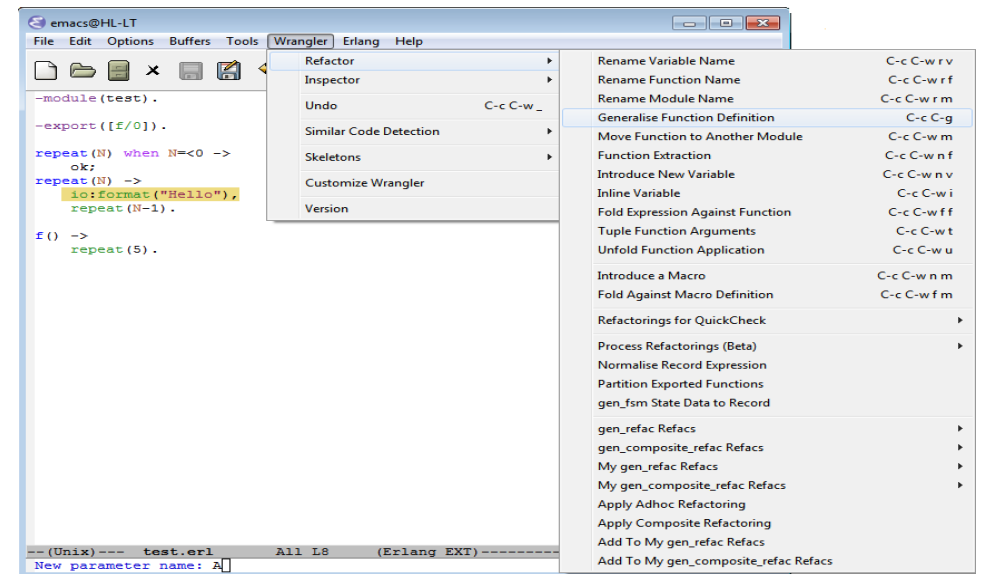 emacs@HL-LT
File Edit Options Buffers Tools Wrangler Erlang Help
-module(test).
-export([f/0]).
repeat(N) when N=<0 ->
    ok;
repeat(N) ->
    io:format("Hello"),
    repeat(N-1).
f() ->
    repeat(5).
Refactor
Inspector
Undo C-c C-w _
Similar Code Detection
Skeletons
Customize Wrangler
Version
Rename Variable Name C-c C-w r v
Rename Function Name C-c C-w r f
Rename Module Name C-c C-w r m
Generalise Function Definition C-c C-g
Move Function to Another Module C-c C-w m
Function Extraction C-c C-w n f
Introduce New Variable C-c C-w n v
Inline Variable C-c C-w i
Fold Expression Against Function C-c C-w f f
Tuple Function Arguments C-c C-w t
Unfold Function Application C-c C-w u
Introduce a Macro C-c C-w n m
Fold Against Macro Definition C-c C-w f m
Refactorings for QuickCheck
Process Refactorings (Beta)
Normalise Record Expression
Partition Exported Functions
gen_fsm State Data to Record
gen_refac Refacs
gen_composite_refac Refacs
My gen_refac Refacs
My gen_composite_refac Refacs
Apply Adhoc Refactoring
Apply Composite Refactoring
Add To My gen_refac Refacs
Add To My gen_composite_refac Refacs
--(Unix)--- test.erl All L8 (Erlang EXT)---------
New parameter name: A